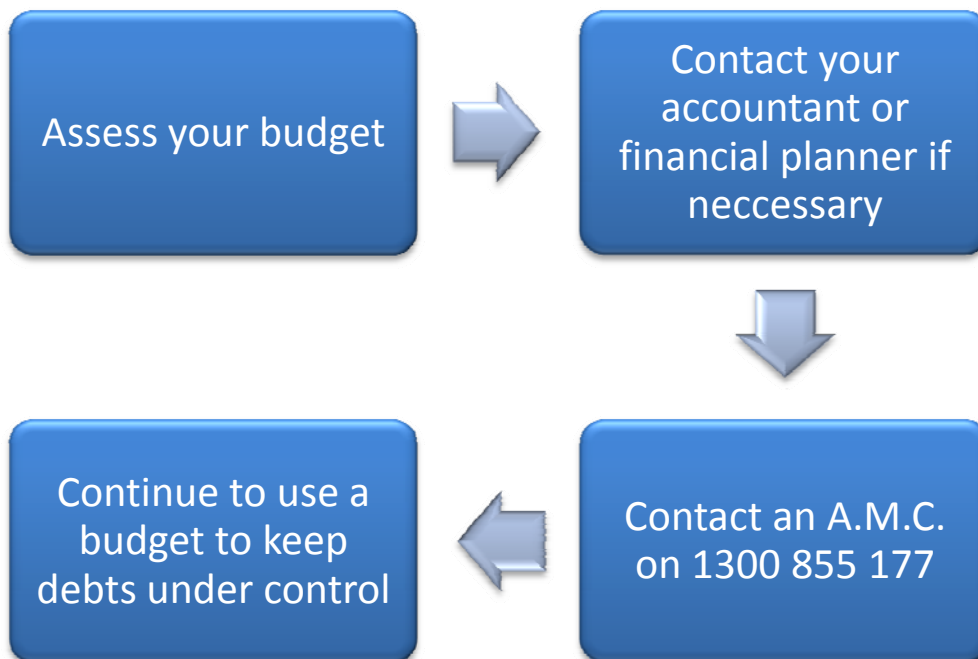 Assess your budget
Contact your
accountant or
financial planner if
neccessary
Contact an A.M.C.
on 1300 855 177
Continue to use a
budget to keep
debts under control